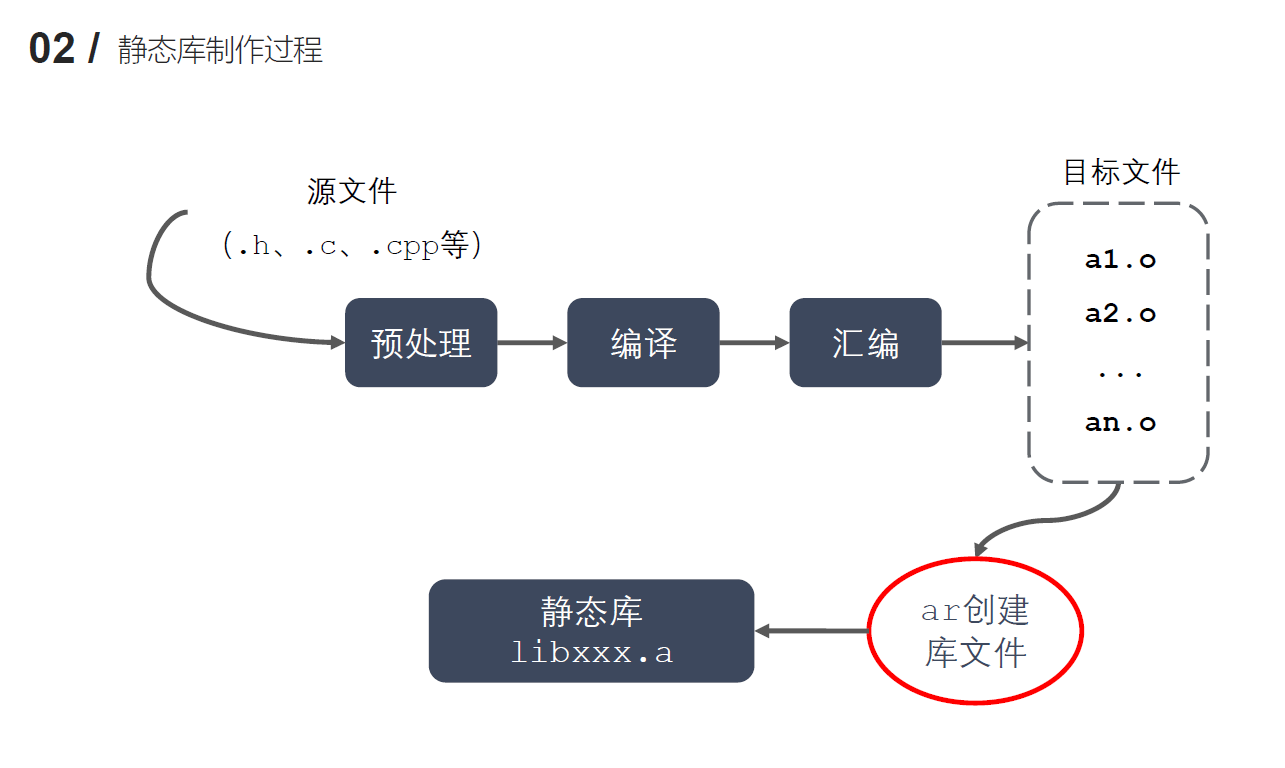 02 / 静态库制作过程
源文件
（.h、.c、.cpp等）
预处理
编译
汇编
目标文件
a1.o
a2.o
...
an.o
ar创建
库文件
静态库
libxxx.a